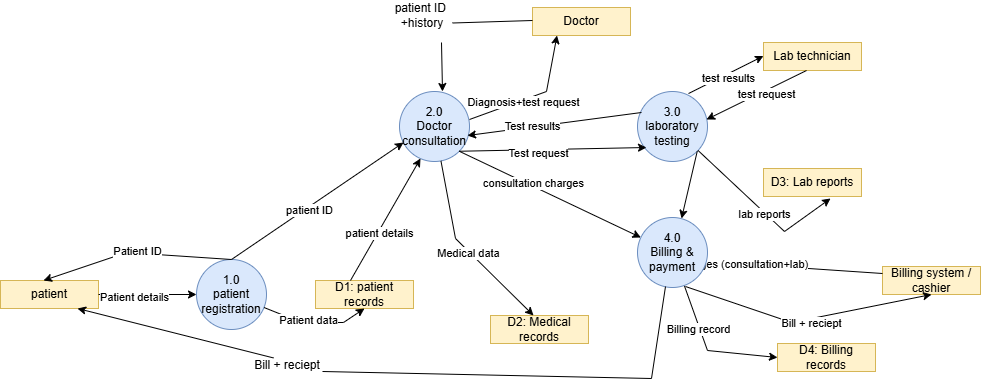 patient ID
+history
Doctor
Lab technician
test results
test request
Diagnosis+test request
2.0
Doctor
consultation
Test results
3.0
laboratory
testing
Test request
consultation charges
D3: Lab reports
patient ID
lab reports
patient details
4.0
Billing &
payment
Medical data
Patient ID
(consultation+lab)
Billing system /
cashier
1.0
patient
registration
patient
Patient details
D1: patient
records
Patient data
D2: Medical
records
Billing record
Bill + reciept
D4: Billing
records
Bill + reciept